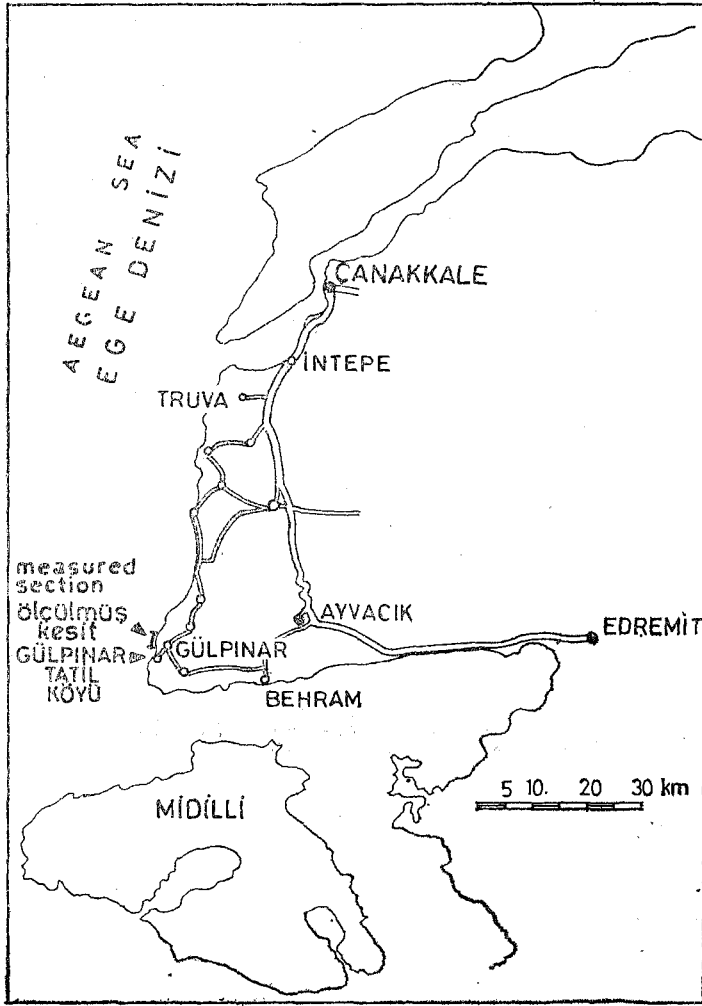 AEGEAN SEA
EGE DENİZİ
ÇANAKKALE
İNTEPE
TRUVA
measured
section
ölçülmüş
kesit
GÜLPINAR
TATİL
KÖYÜ
GÜLPINAR
AYVACIK
EDREMİT
BEHRAM
MİDİLLİ
5 10. 20 30 km